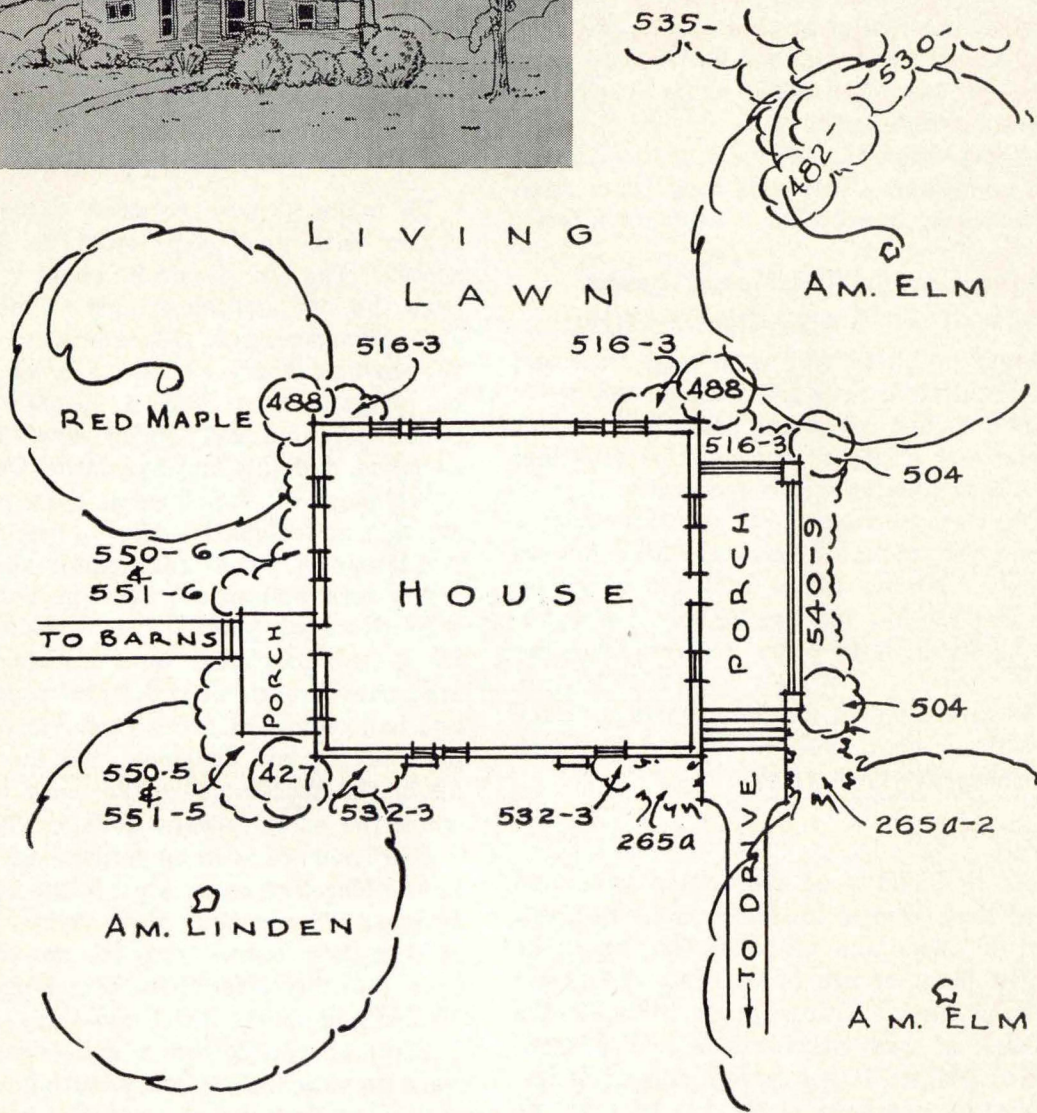 535-
530-
482-
LIVING
LAWN
AM. ELM
516-3
516-3
RED MAPLE
488
488
516-3
504
550-6
&
551-6
HOUSE
PORCH
540-9
TO BARNS
PORCH
504
550-5
&
551-5
427
532-3
532-3
265a
265a-2
TO DRIVE
AM. LINDEN
AM. ELM